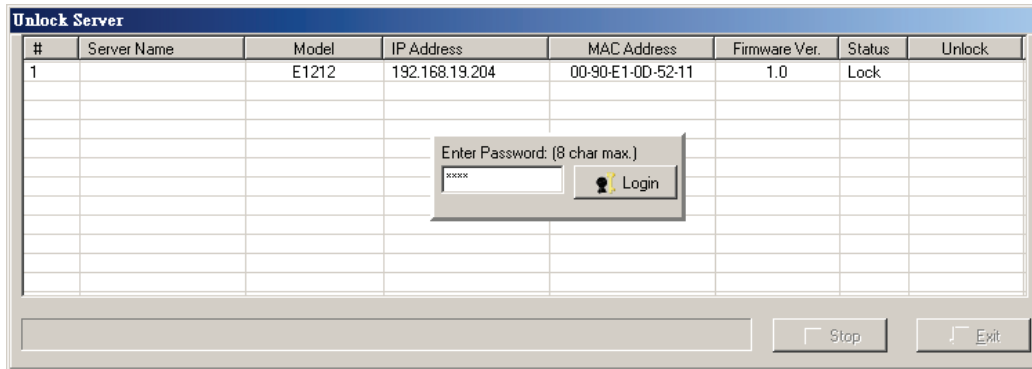 Unlock Server
# Server Name Model IP Address MAC Address Firmware Ver. Status Unlock
1 E1212 192.168.19.204 00-90-E1-0D-52-11 1.0 Lock
Enter Password: (8 char max.)
xxxx
Login
Stop Exit